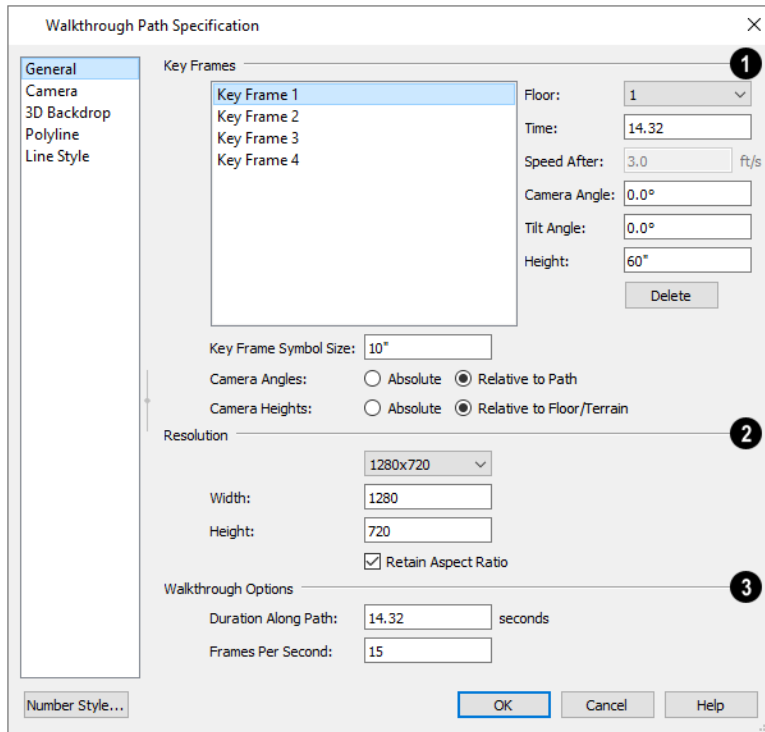 Walkthrough Path Specification
General
Camera
3D Backdrop
Polyline
Line Style
Key Frames
1
Key Frame 1
Key Frame 2
Key Frame 3
Key Frame 4
Floor: 1
Time: 14.32
Speed After: 3.0 ft/s
Camera Angle: 0.0°
Tilt Angle: 0.0°
Height: 60"
Delete
Key Frame Symbol Size: 10"
Camera Angles: Absolute Relative to Path
Camera Heights: Absolute Relative to Floor/Terrain
Resolution
2
1280x720
Width: 1280
Height: 720
Retain Aspect Ratio
Walkthrough Options
3
Duration Along Path: 14.32 seconds
Frames Per Second: 15
Number Style... OK Cancel Help